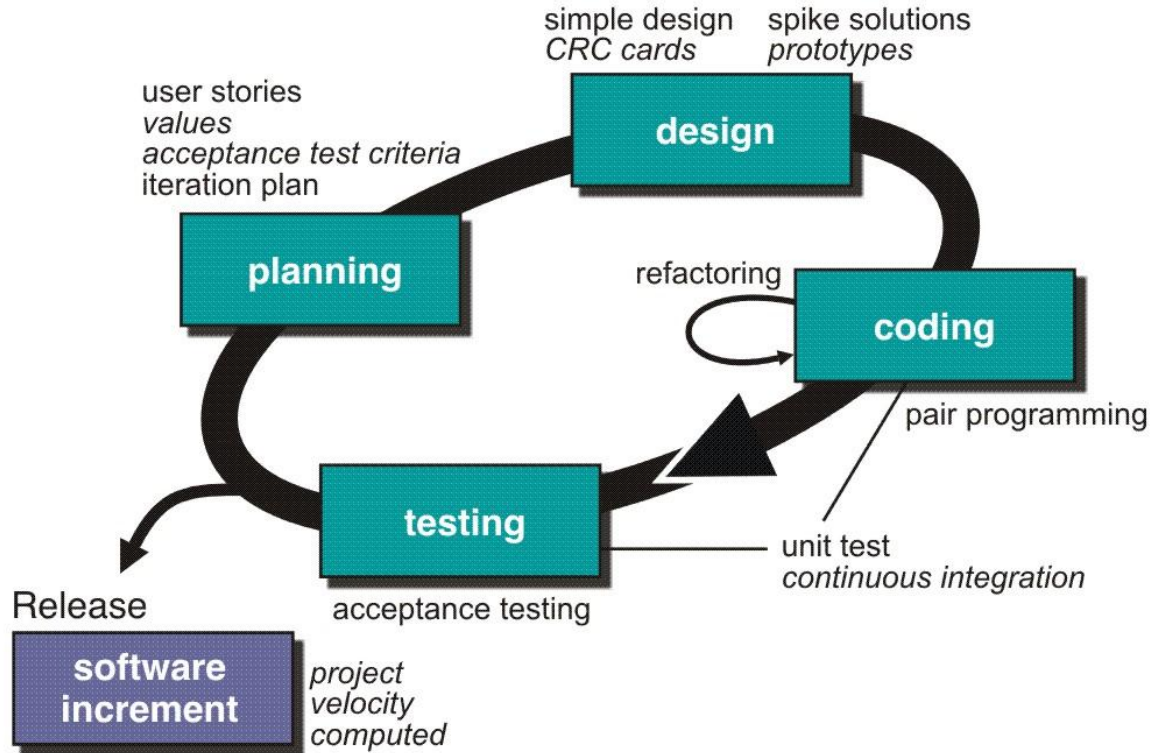 simple design
CRC cards
spike solutions
prototypes
design
user stories
values
acceptance test criteria
iteration plan
planning
refactoring
coding
pair programming
testing
unit test
continuous integration
acceptance testing
Release
software
increment
project
velocity
computed